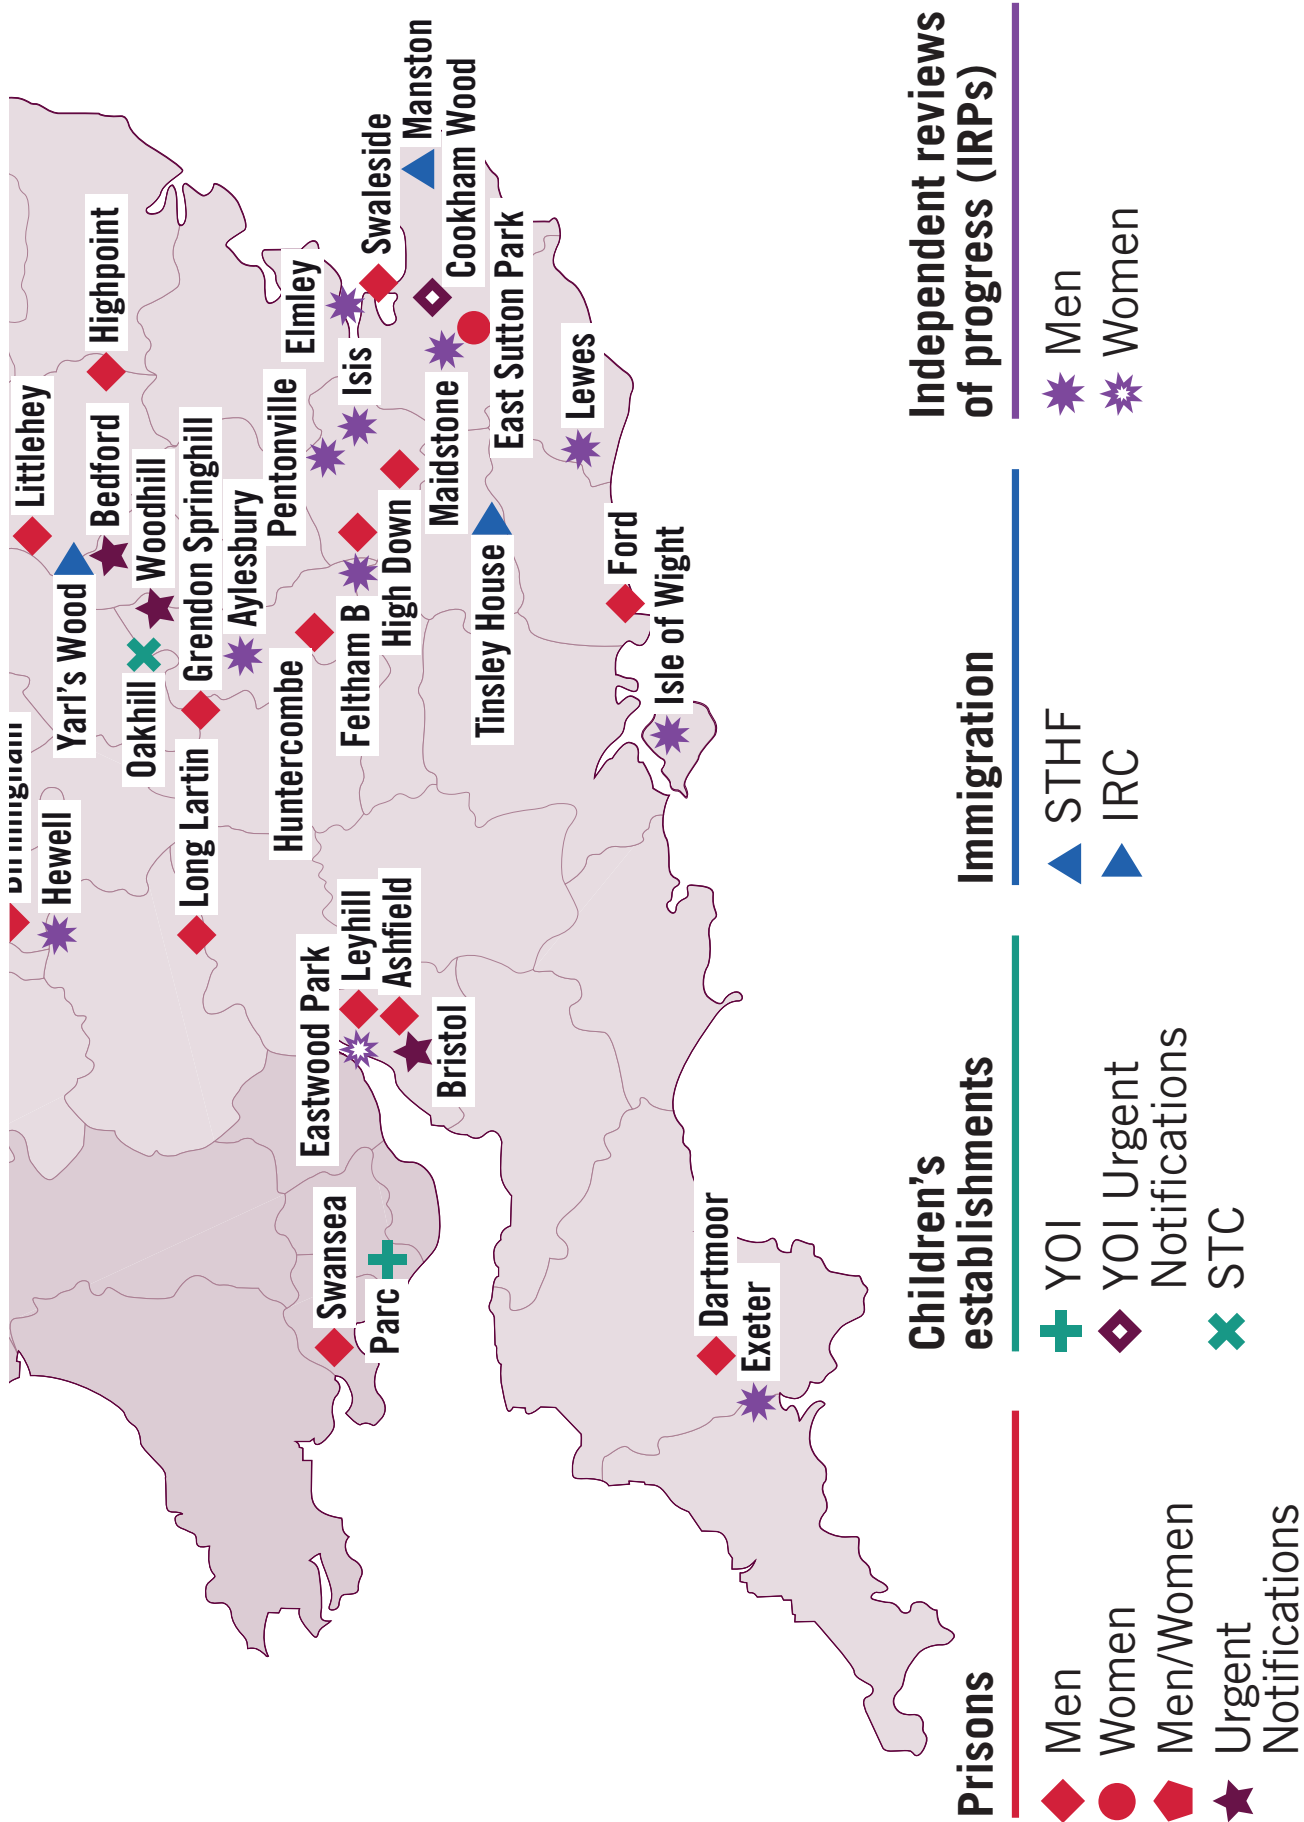 Birmingham
Hewell
Littlehey
Yarl's Wood
Highpoint
Bedford
Oakhill
Woodhill
Long Lartin
Grendon Springhill
Aylesbury
Pentonville
Huntercombe
Elmley
Isis
Eastwood Park
Leyhill
Feltham B
Swansea
Swaleside
Ashfield
High Down
Parc
Manston
Bristol
Maidstone
Cookham Wood
Tinsley House
East Sutton Park
Lewes
Ford
Isle of Wight
Dartmoor
Exeter
Prisons
Men
Women
Men/Women
Urgent
Notifications
Children's
establishments
YOI
YOI Urgent
Notifications
STC
Immigration
STHF
IRC
Independent reviews
of progress (IRPs)
Men
Women